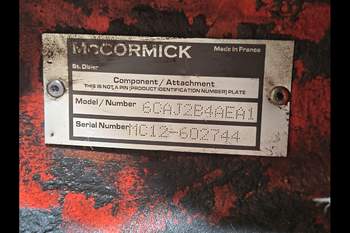 McCORMICK
Made In France
St. Dizier
Component / Attachment
THIS IS NOT A PIN (PRODUCT IDENTIFICATION NUMBER) PLATE
Model / Number 6CAJ2B4AEA1
Serial Number MC12-602744